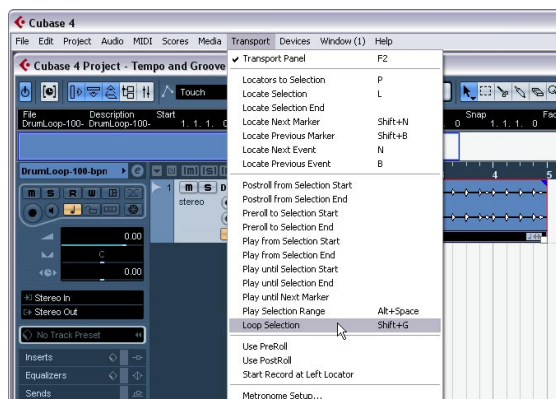 Cubase 4
File Edit Project Audio MIDI Scores Media Transport Devices Window (1) Help
Cubase 4 Project - Tempo and Groove
Transport Panel F2
Touch
Locators to Selection P
Locate Selection L
Locate Selection End
Locate Next Marker Shift+N
Locate Previous Marker Shift+B
Locate Next Event N
Locate Previous Event B
File Description Start Snap
DrumLoop-100- DrumLoop-100- 1. 1. 1. 0 1. 1. 1. 0
DrumLoop-100-bpn
4 5
M S R W
1 M S D
stereo
0.00
C
0.00
Stereo In
Stereo Out
No Track Preset
Inserts
Equalizers
Sends
Postroll from Selection Start
Postroll from Selection End
Preroll to Selection Start
Preroll to Selection End
Play from Selection Start
Play from Selection End
Play until Selection Start
Play until Selection End
Play until Next Marker
Play Selection Range Alt+Space
Loop Selection Shift+G
Use PreRoll
Use PostRoll
Start Record at Left Locator
Metronome Setup...